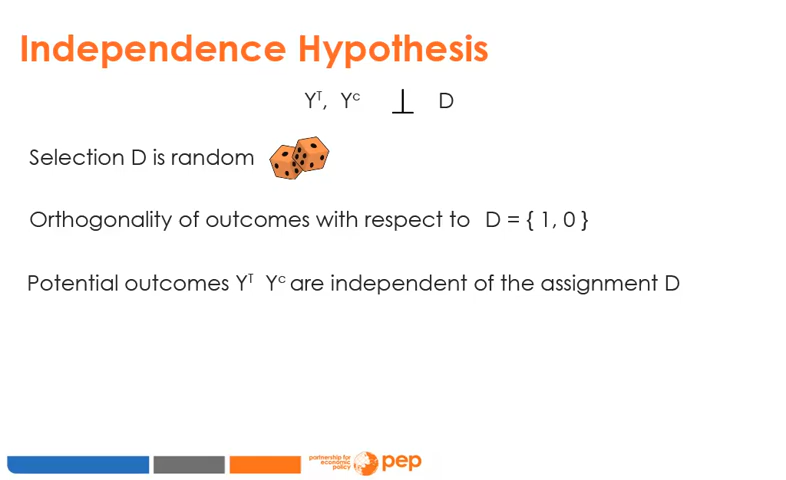 Independence Hypothesis
Yᵀ, Yᶜ ⊥ D
Selection D is random
Orthogonality of outcomes with respect to D = { 1, 0 }
Potential outcomes Yᵀ Yᶜ are independent of the assignment D
partnership for
economic
policy
pep